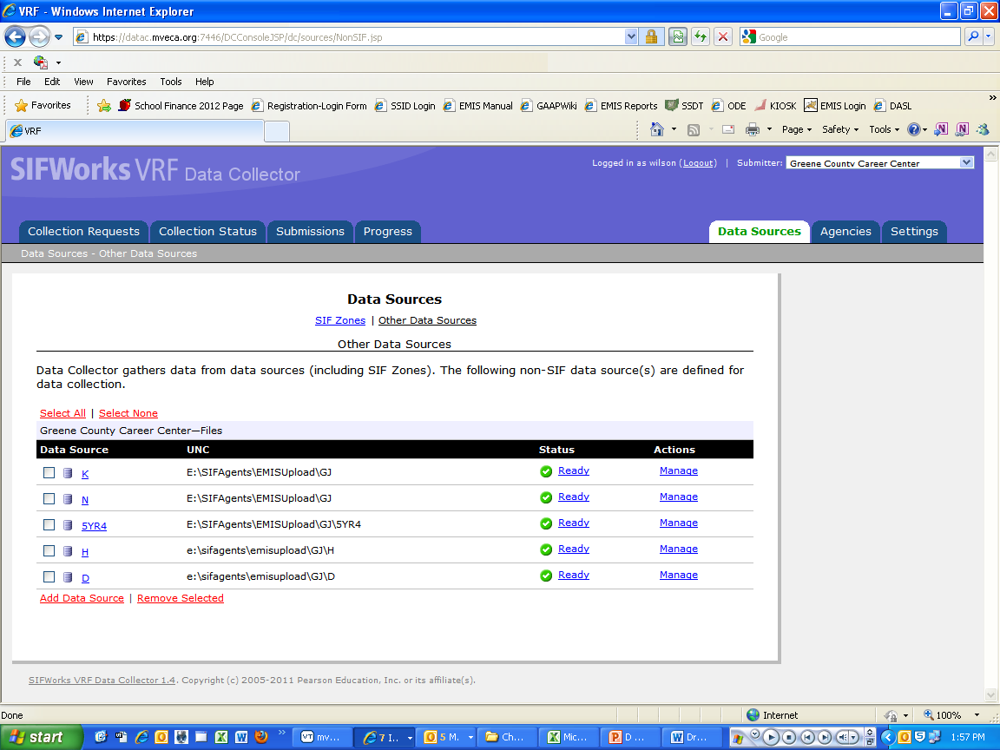 VRF - Windows Internet Explorer
https://datac.mveca.org:7446/DCConsoleJSP/dc/sources/NonSIF.jsp
Google
File Edit View Favorites Tools Help
Favorites School Finance 2012 Page Registration-Login Form SSID Login EMIS Manual GAAPWiki EMIS Reports SSDT ODE KIOSK EMIS Login DASL
VRF
Page Safety Tools
SIFWorks VRF Data Collector
Logged in as wilson (Logout) | Submitter: Greene County Career Center
Collection Requests Collection Status Submissions Progress Data Sources Agencies Settings
Data Sources - Other Data Sources
Data Sources
SIF Zones | Other Data Sources
Other Data Sources
Data Collector gathers data from data sources (including SIF Zones). The following non-SIF data source(s) are defined for
data collection.
Select All | Select None
Greene County Career Center—Files
Data Source UNC Status Actions
K E:\SIFAgents\EMISUpload\GJ Ready Manage
N E:\SIFAgents\EMISUpload\GJ Ready Manage
5YR4 E:\SIFAgents\EMISUpload\GJ\5YR4 Ready Manage
H e:\sifagents\emisupload\GJ\H Ready Manage
D e:\sifagents\emisupload\GJ\D Ready Manage
Add Data Source | Remove Selected
SIFWorks VRF Data Collector 1.4. Copyright (c) 2005-2011 Pearson Education, Inc. or its affiliate(s).
Done Internet 100%
start VT mv... 7 I... 5 M... Ch... Mic... D ... Dr... 1:57 PM